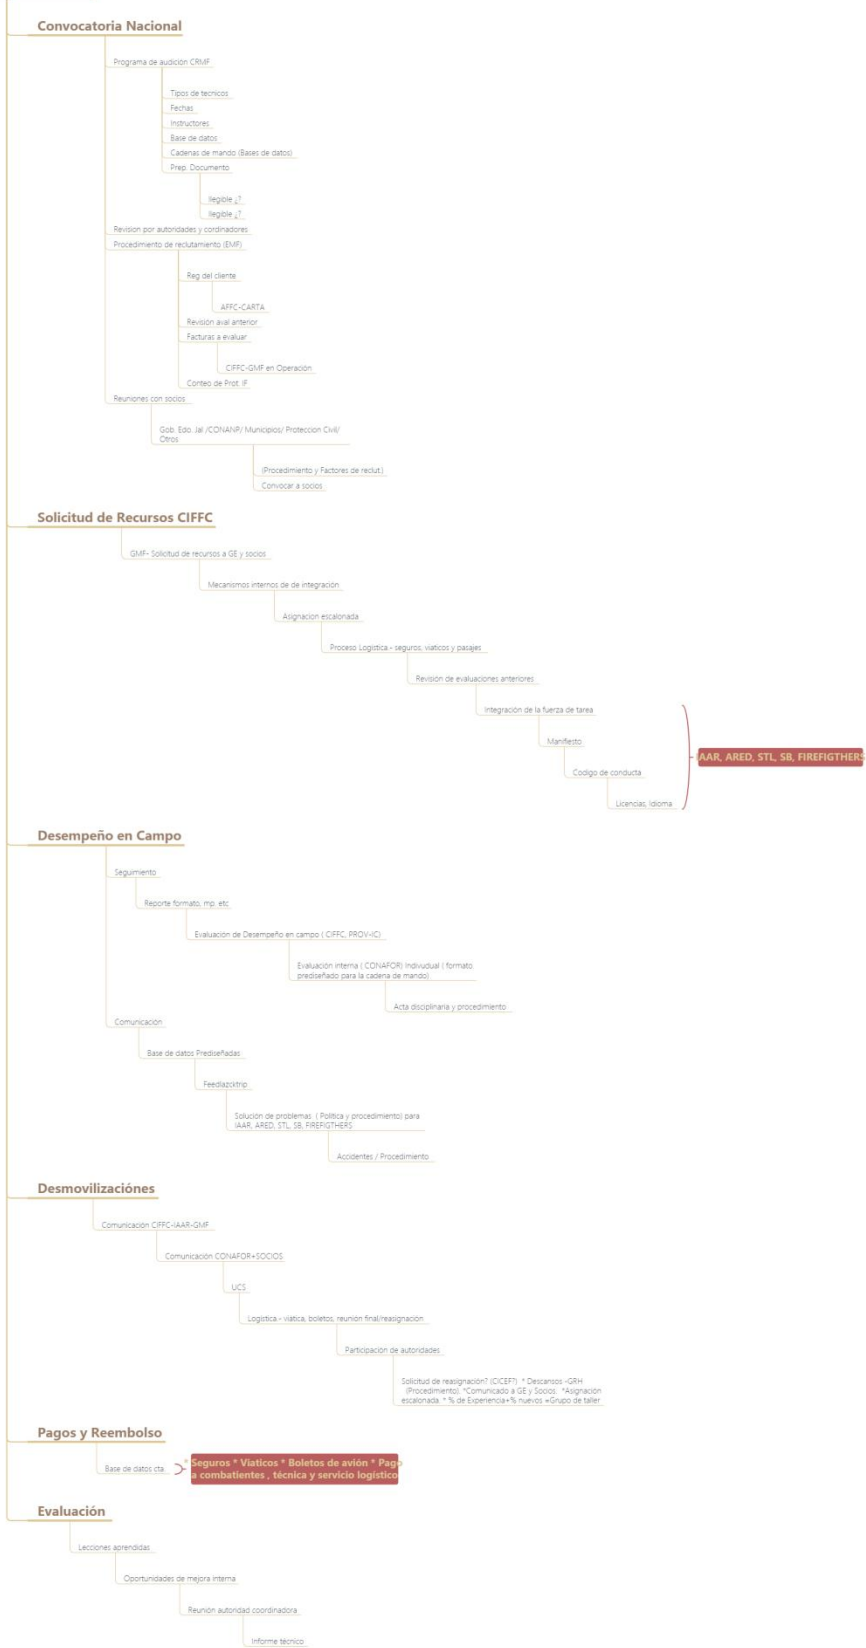 Convocatoria Nacional
Programa de audición CRMF
Tipos de tecnicos
Fechas
Instructores
Base de datos
Cadenas de mando (Bases de datos)
Prep. Documento
Ilegible ¿?
Ilegible ¿?
Revision por autoridades y cordinadores
Procedimiento de reclutamiento (EMF)
Reg del cliente
AFFC-CARTA
Revisión aval anterior
Facturas a evaluar
CIFFC-GMF en Operación
Conteo de Prot. IF
Reuniones con socios
Gob. Edo. Jal /CONANP/ Municipios/ Proteccion Civil/
Otros
(Procedimiento y Factores de reclut.)
Convocar a socios
Solicitud de Recursos CIFFC
GMF- Solicitud de recursos a GE y socios
Mecanismos internos de de integración
Asignacion escalonada
Proceso Logística.- seguros, viaticos y pasajes
Revisión de evaluaciones anteriores
Integración de la fuerza de tarea
Manifiesto
Codigo de conducta
Licencias, Idioma
IAAR, ARED, STL, SB, FIREFIGTHERS
Desempeño en Campo
Seguimiento
Reporte formato, mp. etc
Evaluación de Desempeño en campo ( CIFFC, PROV-IC)
Evaluación interna ( CONAFOR) Indivudual ( formato
prediseñado para la cadena de mando)
Acta disciplinaria y procedimiento
Comunicación
Base de datos Prediseñadas
Feedlazcktrip
Solución de problemas ( Política y procedimiento) para
IAAR, ARED, STL, SB, FIREFIGTHERS
Accidentes / Procedimiento
Desmovilizaciónes
Comunicación CIFFC-IAAR-GMF
Comunicación CONAFOR+SOCIOS
UCS
Logística - viatica, boletos, reunión final/reasignación
Participación de autoridades
Solicitud de reasignación? (CICEF?) * Descansos -GRH
(Procedimiento). *Comunicado a GE y Socios. *Asignación
escalonada * % de Experiencia+% nuevos =Grupo de taller
Pagos y Reembolso
Base de datos cta.
* Seguros * Viaticos * Boletos de avión * Pago
a combatientes , técnica y servicio logístico
Evaluación
Lecciones aprendidas
Oportunidades de mejora interna
Reunión autoridad coordinadora
Informe técnico